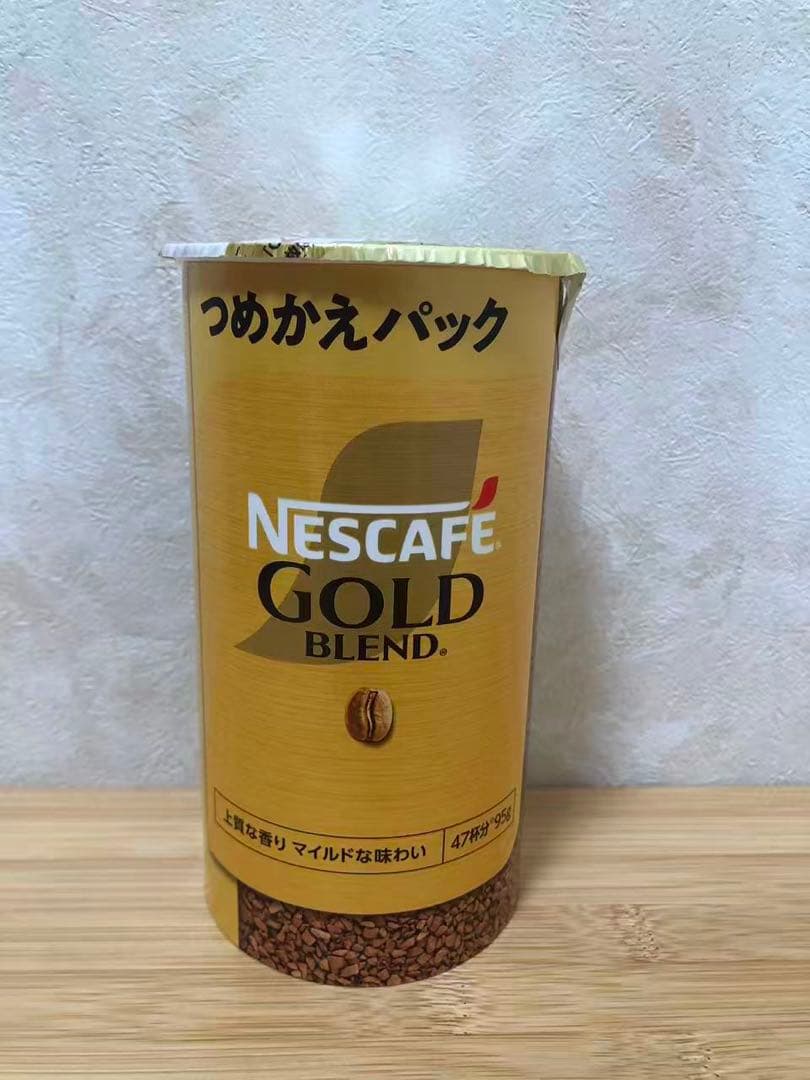 つめかえパック
NESCAFÉ®
GOLD
BLEND®
上質な香り マイルドな味わい 47杯分*95g